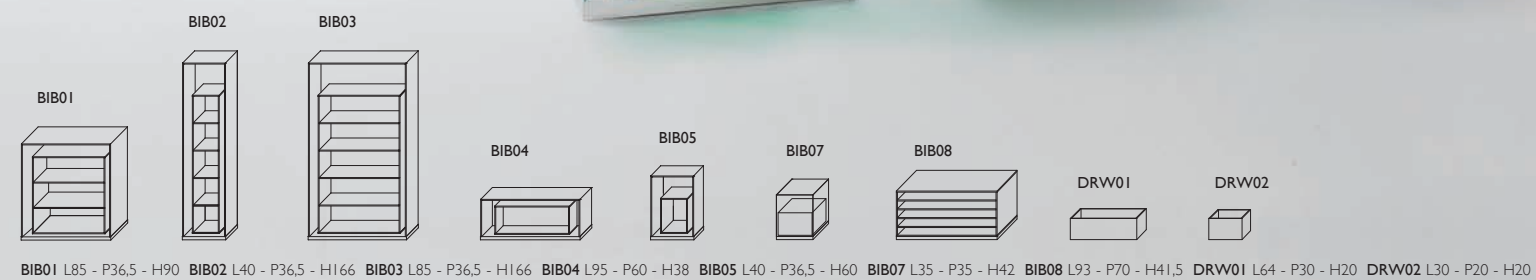 BIB02 BIB03
BIB01
BIB05
BIB04 BIB07 BIB08
DRW01 DRW02
BIB01 L85 - P36,5 - H90 BIB02 L40 - P36,5 - H166 BIB03 L85 - P36,5 - H166 BIB04 L95 - P60 - H38 BIB05 L40 - P36,5 - H60 BIB07 L35 - P35 - H42 BIB08 L93 - P70 - H41,5 DRW01 L64 - P30 - H20 DRW02 L30 - P20 - H20